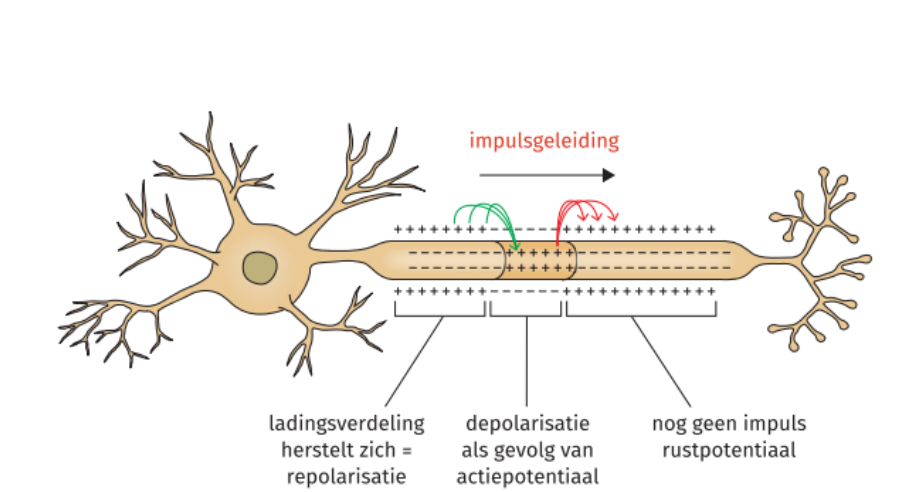 impulsgeleiding
ladingsverdeling
herstelt zich =
repolarisatie
depolarisatie
als gevolg van
actiepotentiaal
nog geen impuls
rustpotentiaal